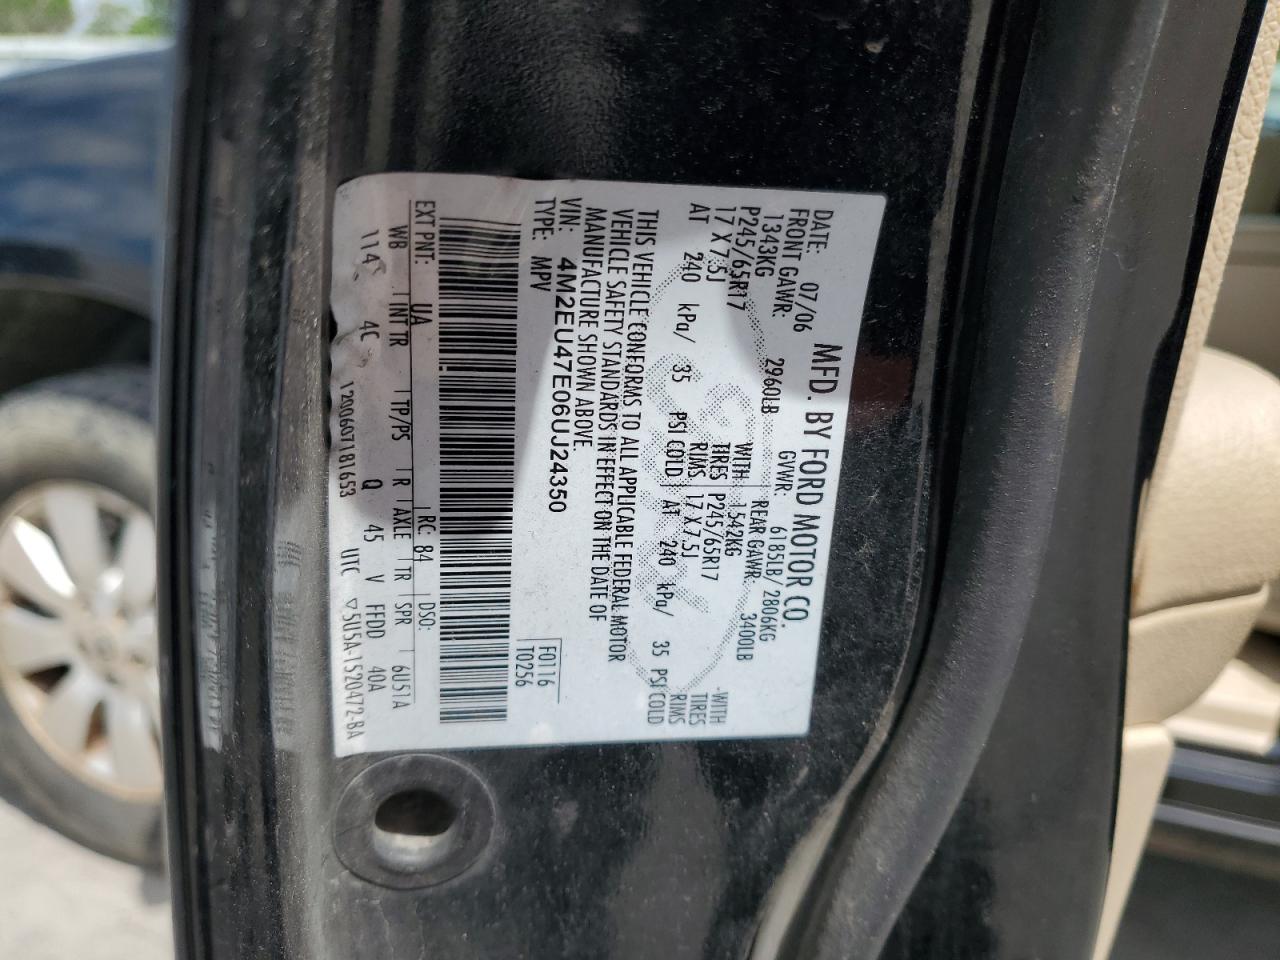 MFD. BY FORD MOTOR CO.
DATE: 07/06 GVWR: 6185LB/ 2806KG
FRONT GAWR: 2960LB REAR GAWR: 3400LB
1343KG WITH 1542KG -WITH
P245/65R17 TIRES P245/65R17 TIRES
17 X 7.5J RIMS 17 X 7.5J RIMS
AT 240 kPa/ 35 PSI COLD AT 240 kPa/ 35 PSI COLD
THIS VEHICLE CONFORMS TO ALL APPLICABLE FEDERAL MOTOR
VEHICLE SAFETY STANDARDS IN EFFECT ON THE DATE OF
MANUFACTURE SHOWN ABOVE.
VIN: 4M2EU47E06UJ24350
TYPE: MPV
F0116
T0256
EXT PNT: UA RC: 84 DSO:
WB INT TR TP/PS R AXLE TR SPR 6U51A
114 4C Q 45 V FFDD 40A
120060718165​3 UTC ▽5U5A-1520472-BA